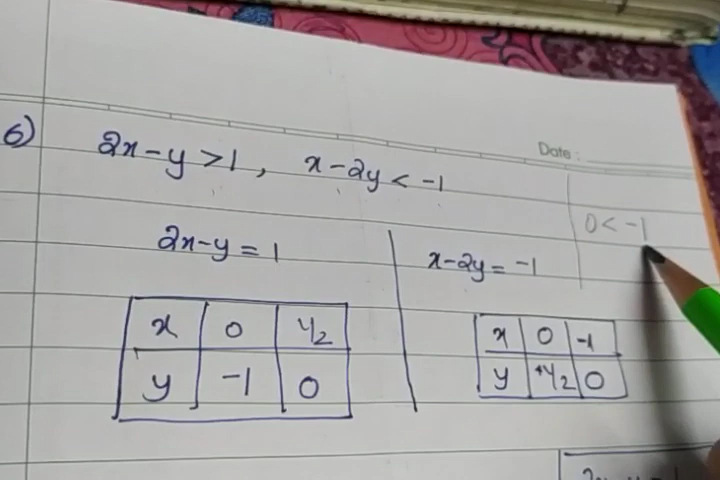 Date:
6) 2x-y>1, x-2y<-1
0<-1
2x-y=1
x-2y=-1
x 0 1/2
y -1 0
x 0 -1
y +1/2 0